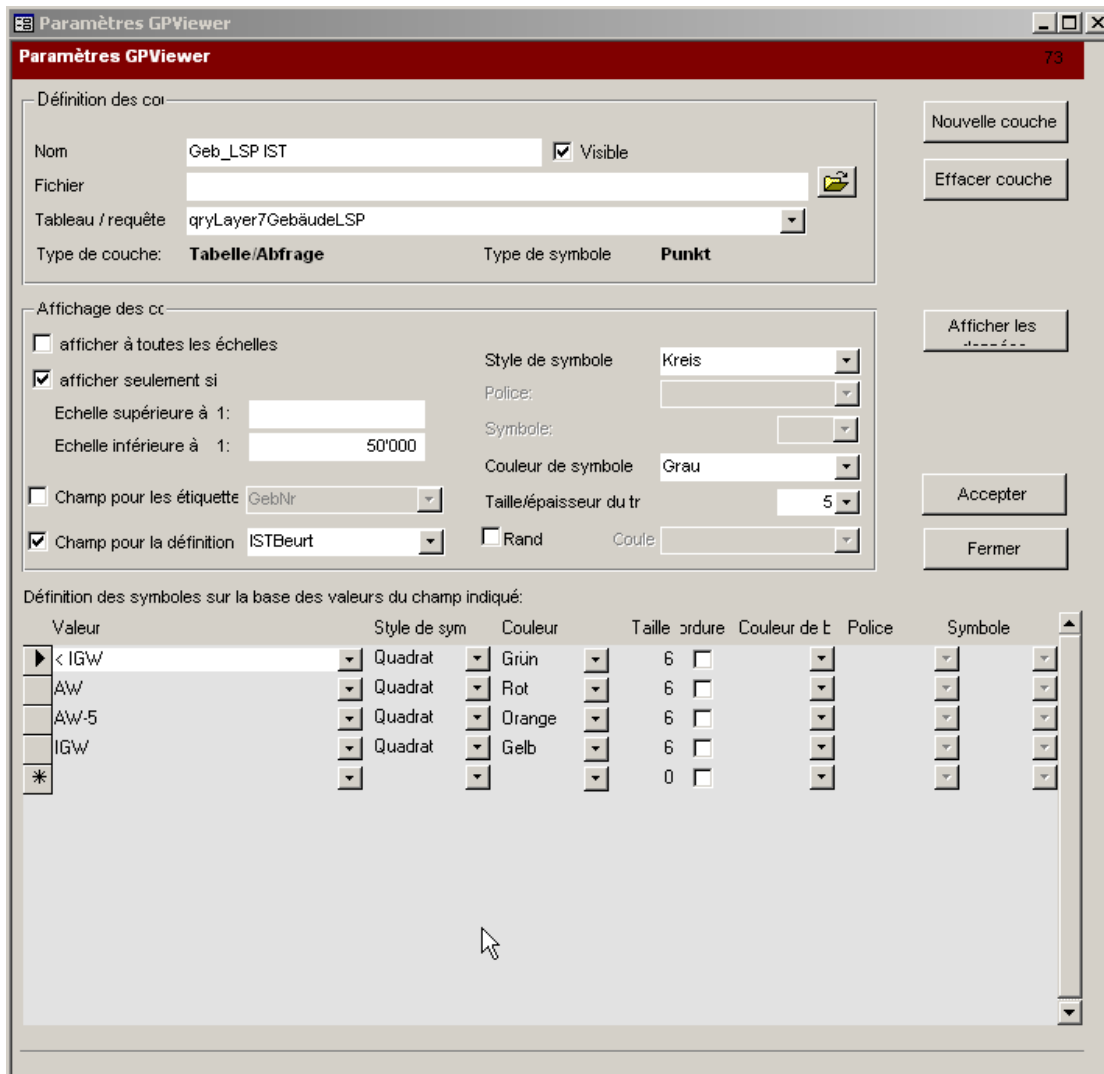 Paramètres GPViewer
Paramètres GPViewer 73
Définition des cou
Nouvelle couche
Nom Geb_LSP IST Visible
Effacer couche
Fichier
Tableau / requête qryLayer7GebäudeLSP
Type de couche: Tabelle/Abfrage Type de symbole Punkt
Affichage des cc
Afficher les
afficher à toutes les échelles
Style de symbole Kreis
afficher seulement si
Police:
Echelle supérieure à 1:
Symbole:
Echelle inférieure à 1: 50'000
Couleur de symbole Grau
Champ pour les étiquette GebNr
Taille/épaisseur du tr 5
Accepter
Champ pour la définition ISTBeurt
Rand Coule
Fermer
Définition des symboles sur la base des valeurs du champ indiqué:
Valeur Style de sym Couleur Taille ordure Couleur de b Police Symbole
< IGW Quadrat Grün 6
AW Quadrat Rot 6
AW-5 Quadrat Orange 6
IGW Quadrat Gelb 6
0